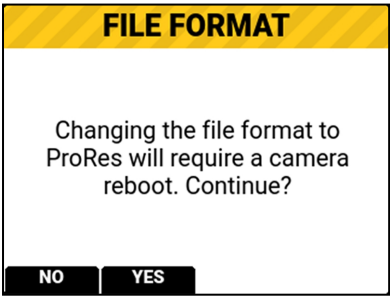 FILE FORMAT
Changing the file format to
ProRes will require a camera
reboot. Continue?
NO YES